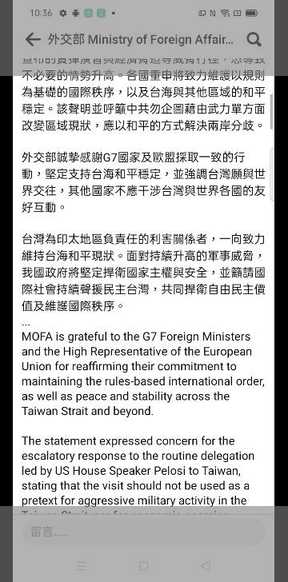 10:36
外交部 Ministry of Foreign Affair...
不必要的情勢升高。各國重申將致力維護以規則
為基礎的國際秩序，以及台海與其他區域的和平
穩定。該聲明並呼籲中共勿企圖藉由武力單方面
改變區域現狀，應以和平的方式解決兩岸分歧。
外交部誠摯感謝G7國家及歐盟採取一致的行
動，堅定支持台海和平穩定，並強調台灣願與世
界交往，其他國家不應干涉台灣與世界各國的友
好互動。
台灣為印太地區負責任的利害關係者，一向致力
維持台海和平現狀。面對持續升高的軍事威脅，
我國政府將堅定捍衛國家主權與安全，並籲請國
際社會持續聲援民主台灣，共同捍衛自由民主價
值及維護國際秩序。
...
MOFA is grateful to the G7 Foreign Ministers
and the High Representative of the European
Union for reaffirming their commitment to
maintaining the rules-based international order,
as well as peace and stability across the
Taiwan Strait and beyond.
The statement expressed concern for the
escalatory response to the routine delegation
led by US House Speaker Pelosi to Taiwan,
stating that the visit should not be used as a
pretext for aggressive military activity in the
留言......